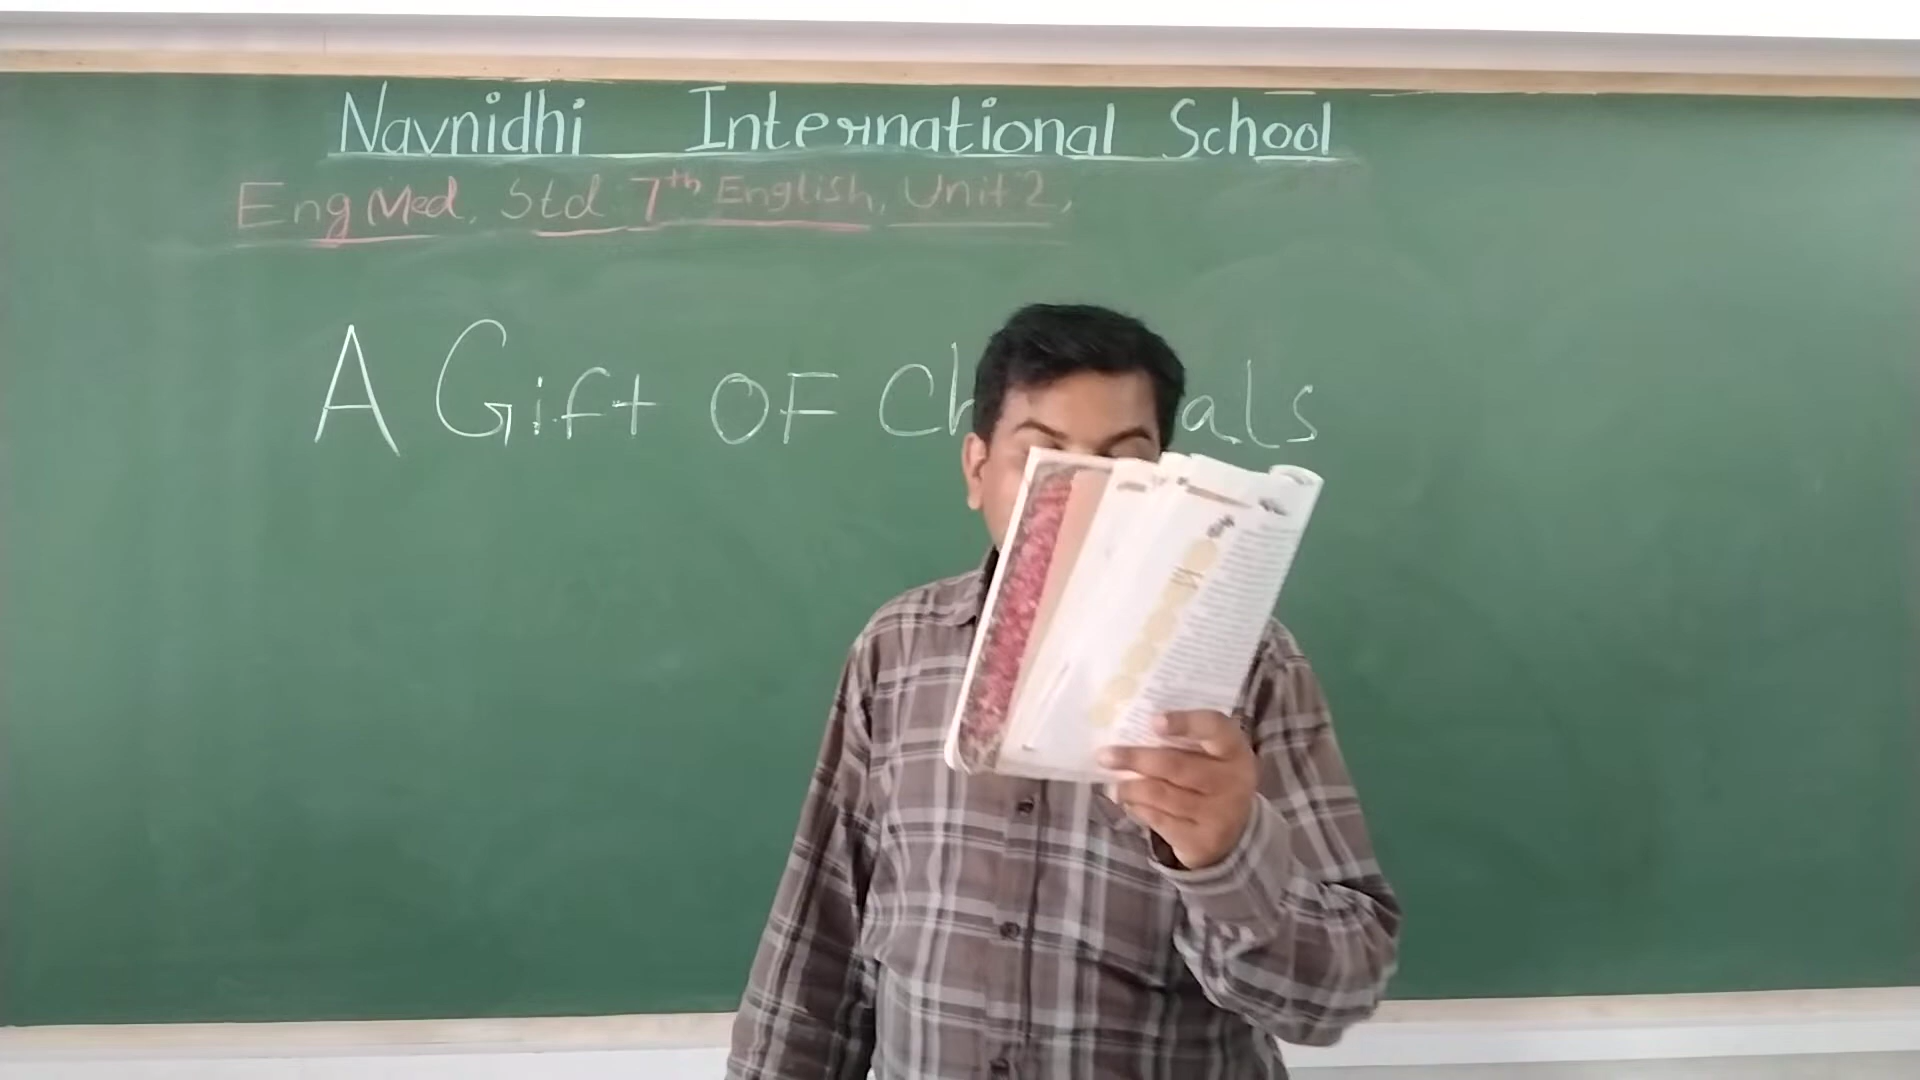 Navnidhi International School
Eng Med. Std 7th English, Unit 2,
A Gift OF Ch als